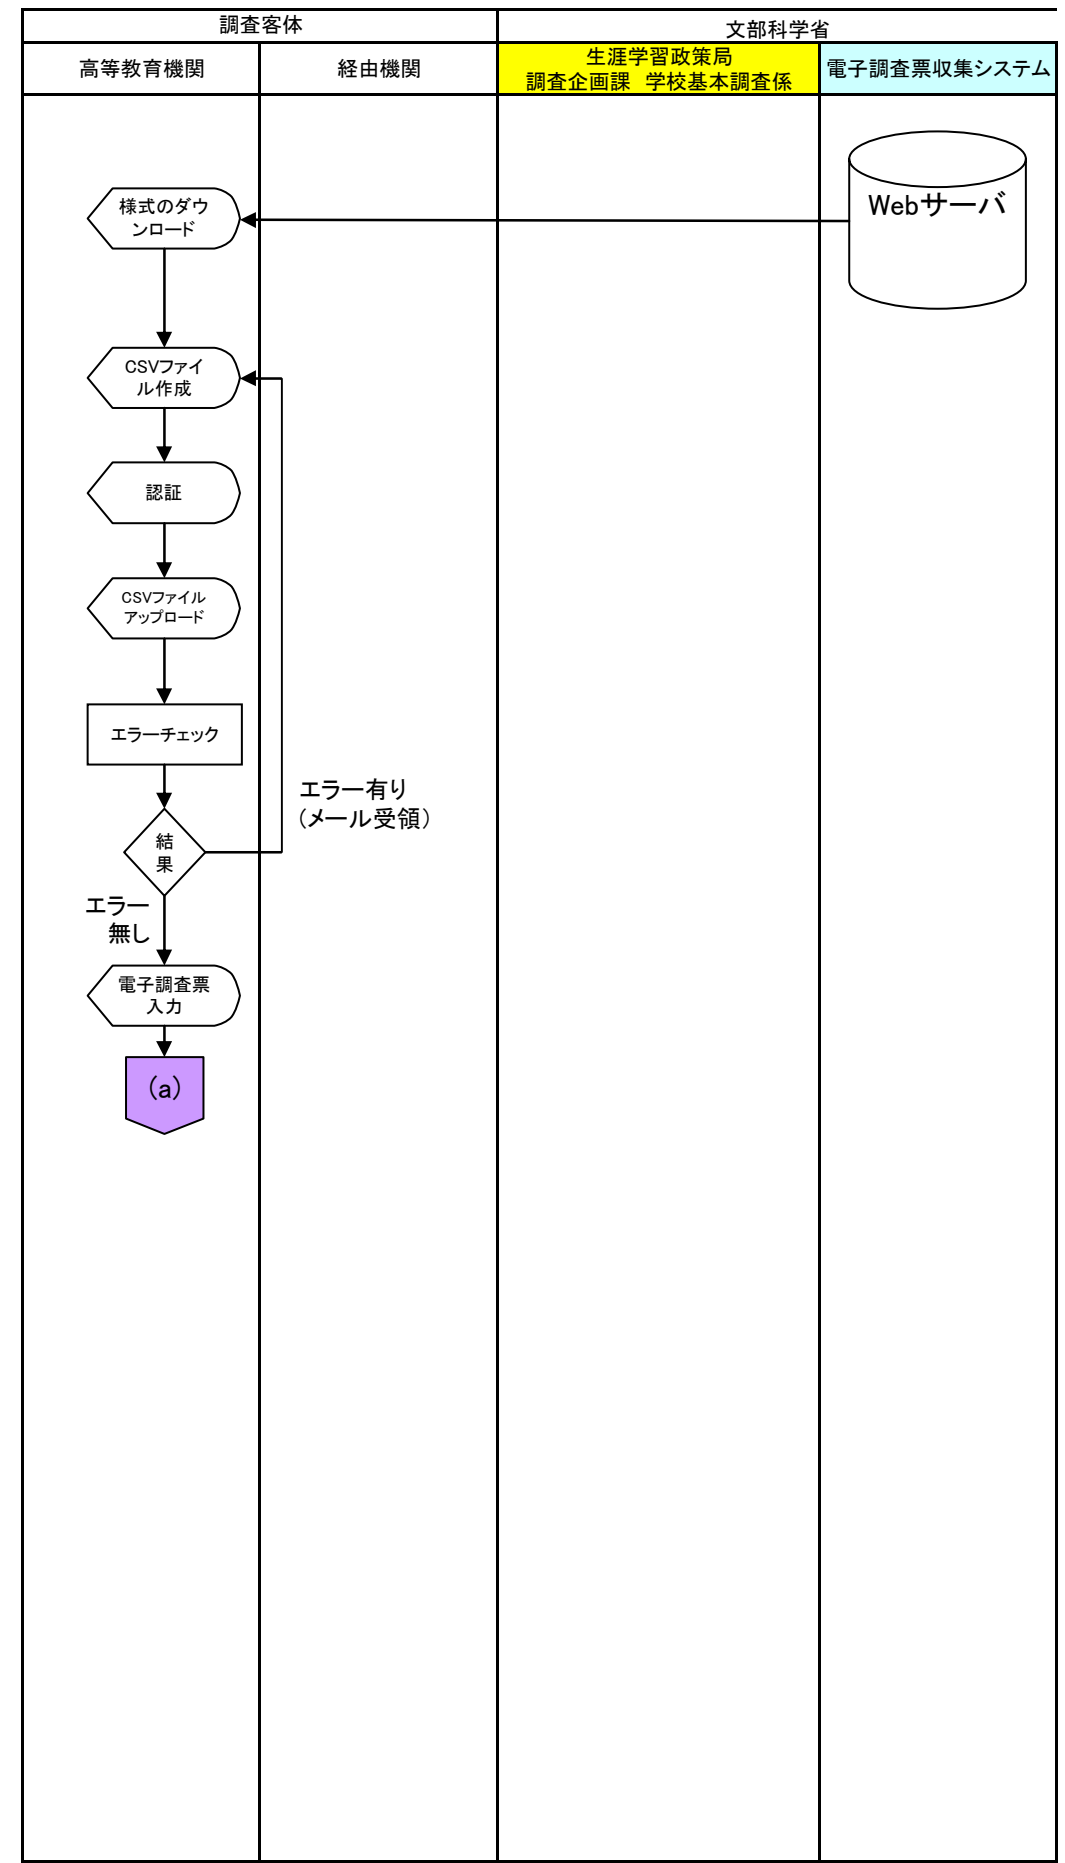 調査客体
文部科学省
高等教育機関
経由機関
生涯学習政策局
調査企画課　学校基本調査係
電子調査票収集システム
Webサーバ
様式のダウ
ンロード
CSVファイ
ル作成
認証
CSVファイル
アップロード
エラーチェック
エラー有り
（メール受領）
結
果
エラー
無し
電子調査票
入力
（a）